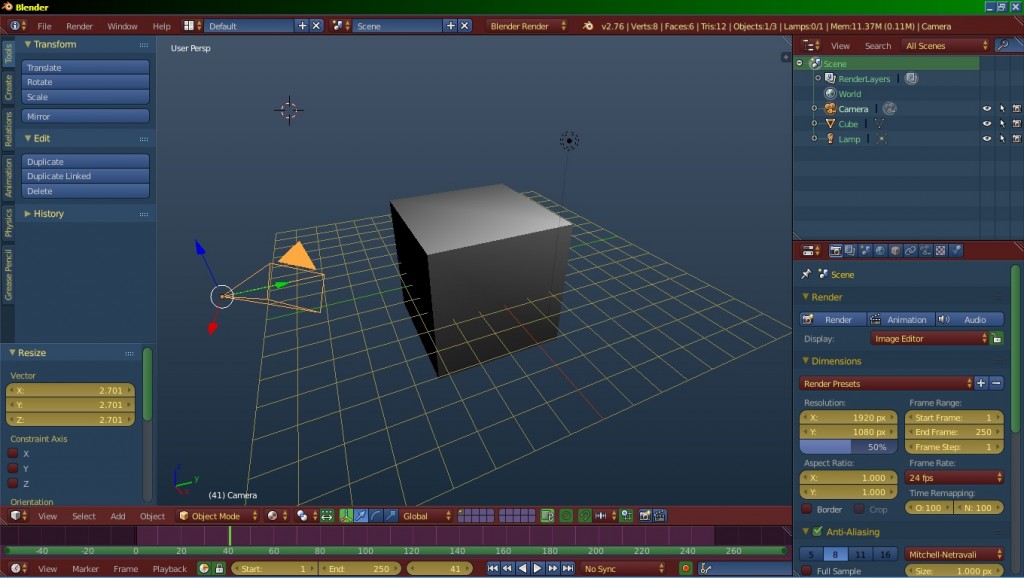 Blender
File Render Window Help Default Scene Blender Render v2.76 | Verts:8 | Faces:6 | Tris:12 | Objects:1/3 | Lamps:0/1 | Mem:11.37M (0.11M) | Camera
Tools
Create
Relations
Animation
Physics
Grease Pencil
Transform
Translate
Rotate
Scale
Mirror
Edit
Duplicate
Duplicate Linked
Delete
History
Resize
Vector
X: 2.701
Y: 2.701
Z: 2.701
Constraint Axis
X
Y
Z
Orientation
User Persp
z
y
(41) Camera
View Select Add Object Object Mode Global
-40 -20 0 20 40 60 80 100 120 140 160 180 200 220 240 260
View Marker Frame Playback Start: 1 End: 250 41 No Sync
View Search All Scenes
Scene
RenderLayers
World
Camera
Cube
Lamp
Scene
Render
Render Animation Audio
Display: Image Editor
Dimensions
Render Presets
Resolution: Frame Range:
X: 1920 px Start Frame: 1
Y: 1080 px End Frame: 250
50% Frame Step: 1
Aspect Ratio: Frame Rate:
X: 1.000 24 fps
Y: 1.000 Time Remapping:
Border Crop O: 100 N: 100
Anti-Aliasing
5 8 11 16 Mitchell-Netravali
Full Sample Size: 1.000 px